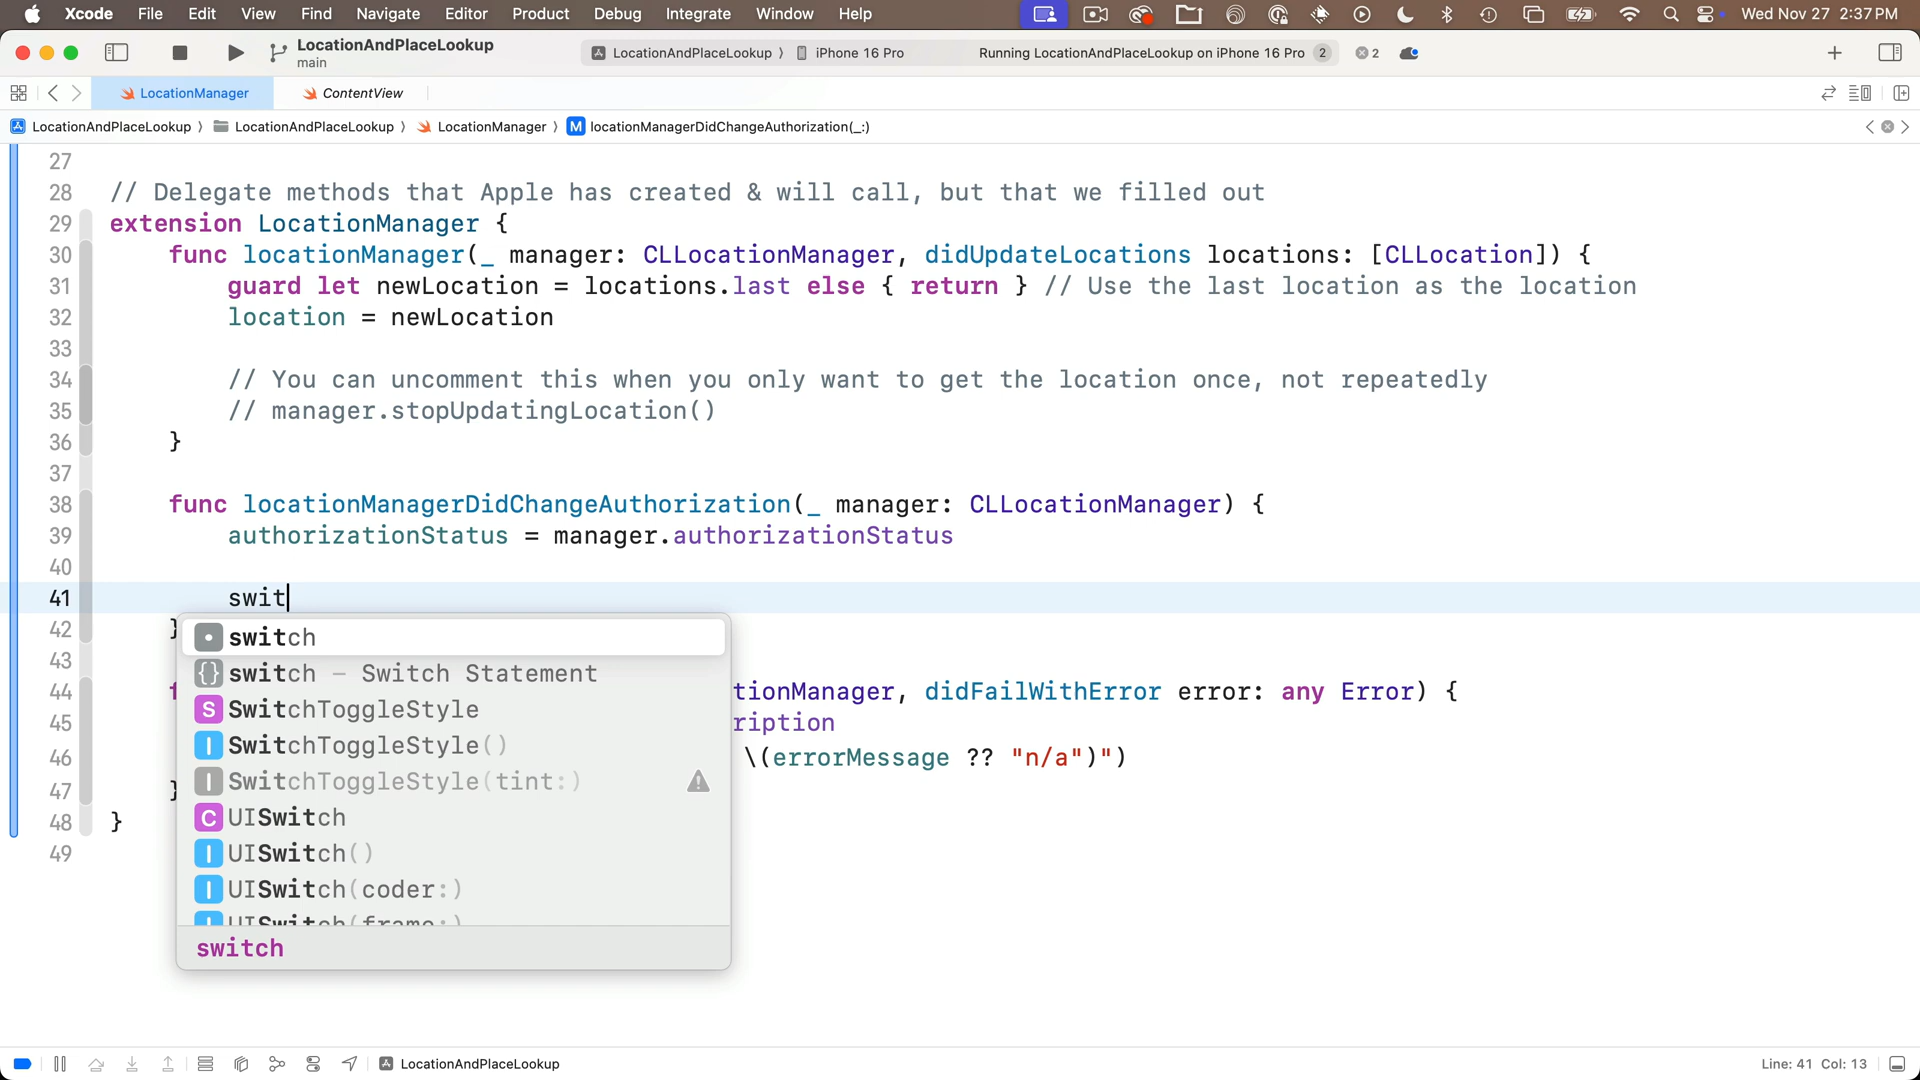 Xcode File Edit View Find Navigate Editor Product Debug Integrate Window Help Wed Nov 27 2:37 PM
LocationAndPlaceLookup
main
LocationAndPlaceLookup ⟩ iPhone 16 Pro
Running LocationAndPlaceLookup on iPhone 16 Pro 2
2
LocationManager
ContentView
LocationAndPlaceLookup ⟩ LocationAndPlaceLookup ⟩ LocationManager ⟩ M locationManagerDidChangeAuthorization(_:)
27
28 // Delegate methods that Apple has created & will call, but that we filled out
29 extension LocationManager {
30 func locationManager(_ manager: CLLocationManager, didUpdateLocations locations: [CLLocation]) {
31 guard let newLocation = locations.last else { return } // Use the last location as the location
32 location = newLocation
33
34 // You can uncomment this when you only want to get the location once, not repeatedly
35 // manager.stopUpdatingLocation()
36 }
37
38 func locationManagerDidChangeAuthorization(_ manager: CLLocationManager) {
39 authorizationStatus = manager.authorizationStatus
40
41 swit
42 }
43
44 tionManager, didFailWithError error: any Error) {
45 ription
46 \(errorMessage ?? "n/a")")
47 }
48 }
49
switch
{} switch – Switch Statement
S SwitchToggleStyle
I SwitchToggleStyle()
I SwitchToggleStyle(tint:)
C UISwitch
I UISwitch()
I UISwitch(coder:)
I UISwitch(frame:)
switch
LocationAndPlaceLookup
Line: 41 Col: 13